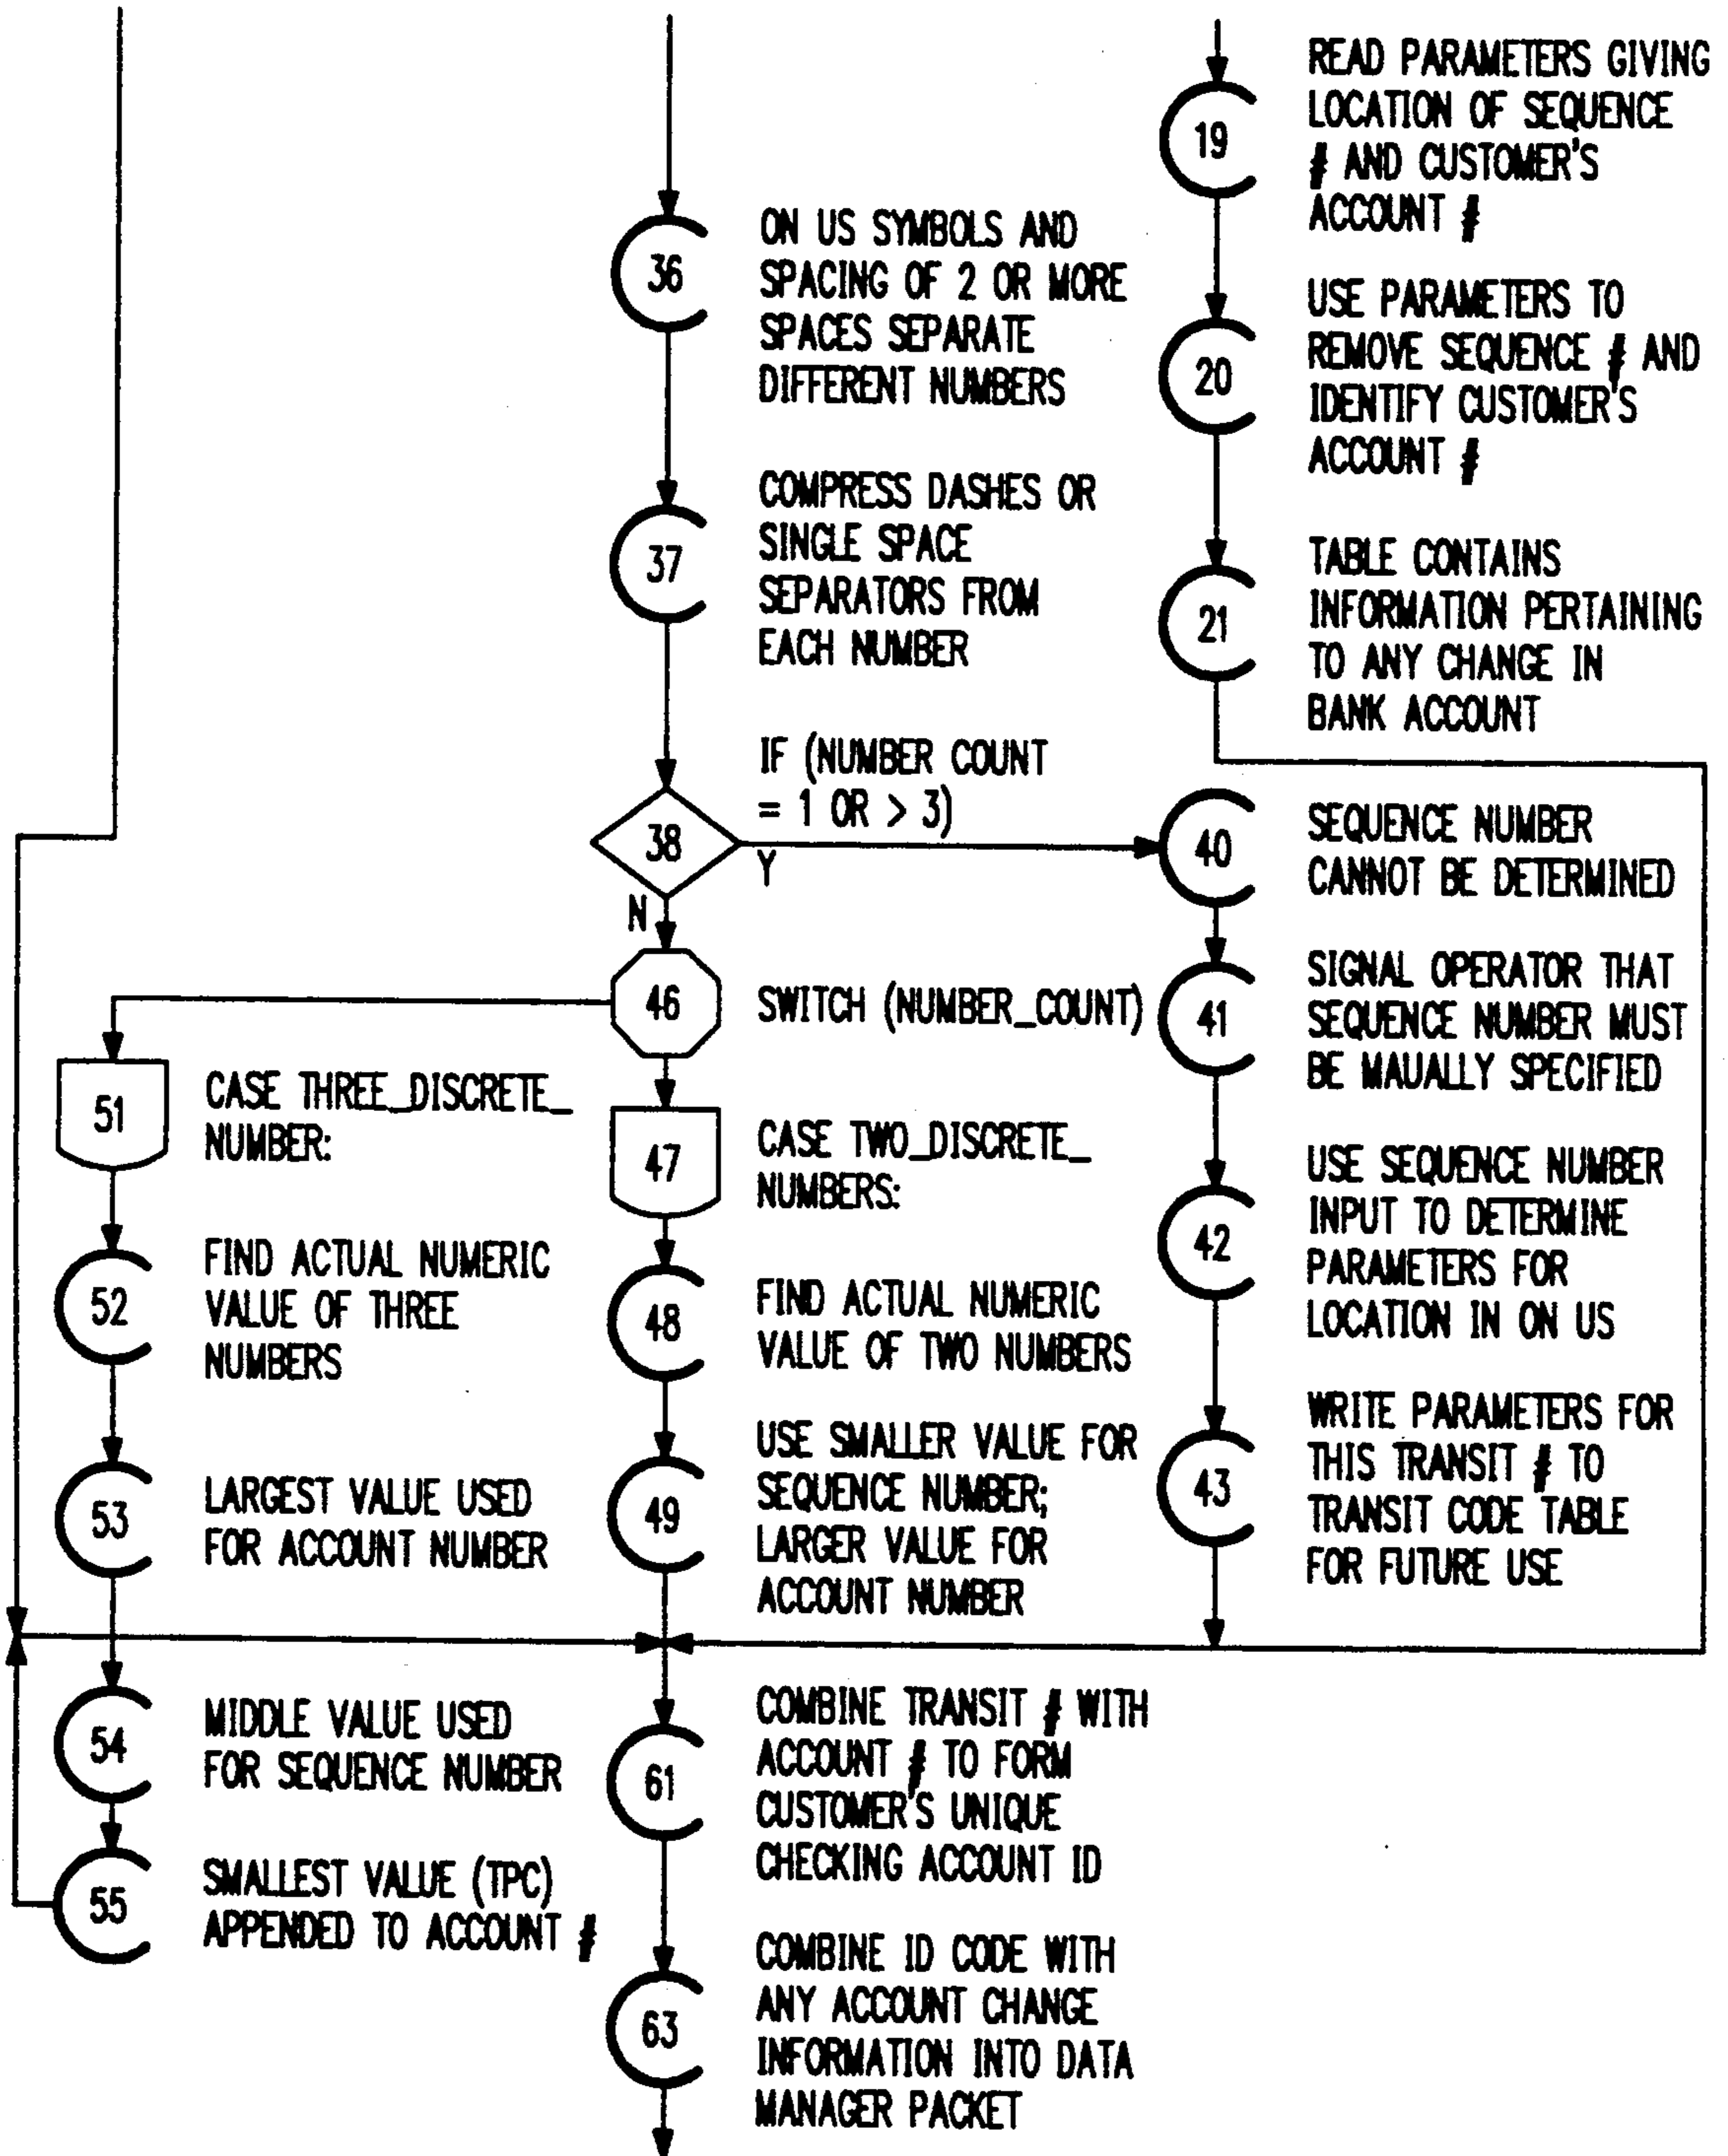 19
READ PARAMETERS GIVING
LOCATION OF SEQUENCE
# AND CUSTOMER'S
ACCOUNT #
36
ON US SYMBOLS AND
SPACING OF 2 OR MORE
SPACES SEPARATE
DIFFERENT NUMBERS
20
USE PARAMETERS TO
REMOVE SEQUENCE # AND
IDENTIFY CUSTOMER'S
ACCOUNT #
37
COMPRESS DASHES OR
SINGLE SPACE
SEPARATORS FROM
EACH NUMBER
21
TABLE CONTAINS
INFORMATION PERTAINING
TO ANY CHANGE IN
BANK ACCOUNT
38
IF (NUMBER COUNT
= 1 OR > 3)
Y
N
40
SEQUENCE NUMBER
CANNOT BE DETERMINED
46
SWITCH (NUMBER_COUNT)
41
SIGNAL OPERATOR THAT
SEQUENCE NUMBER MUST
BE MAUALLY SPECIFIED
51
CASE THREE_DISCRETE_
NUMBER:
47
CASE TWO_DISCRETE_
NUMBERS:
42
USE SEQUENCE NUMBER
INPUT TO DETERMINE
PARAMETERS FOR
LOCATION IN ON US
52
FIND ACTUAL NUMERIC
VALUE OF THREE
NUMBERS
48
FIND ACTUAL NUMERIC
VALUE OF TWO NUMBERS
43
WRITE PARAMETERS FOR
THIS TRANSIT # TO
TRANSIT CODE TABLE
FOR FUTURE USE
53
LARGEST VALUE USED
FOR ACCOUNT NUMBER
49
USE SMALLER VALUE FOR
SEQUENCE NUMBER;
LARGER VALUE FOR
ACCOUNT NUMBER
54
MIDDLE VALUE USED
FOR SEQUENCE NUMBER
61
COMBINE TRANSIT # WITH
ACCOUNT # TO FORM
CUSTOMER'S UNIQUE
CHECKING ACCOUNT ID
55
SMALLEST VALUE (TPC)
APPENDED TO ACCOUNT #
63
COMBINE ID CODE WITH
ANY ACCOUNT CHANGE
INFORMATION INTO DATA
MANAGER PACKET